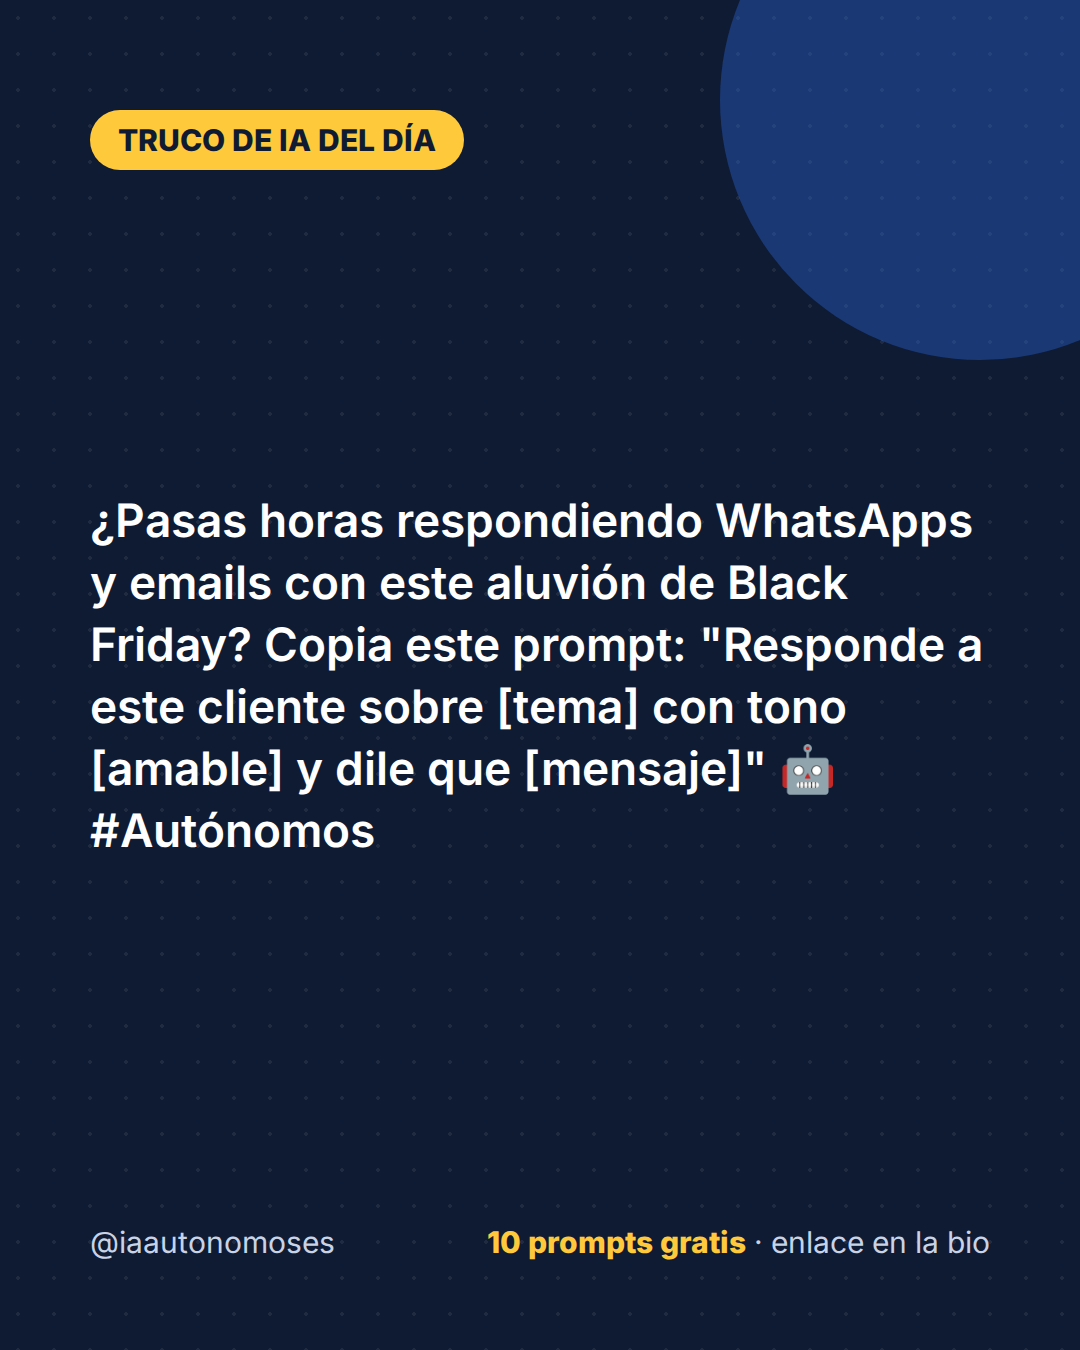 TRUCO DE IA DEL DÍA
¿Pasas horas respondiendo WhatsApps
y emails con este aluvión de Black
Friday? Copia este prompt: "Responde a
este cliente sobre [tema] con tono
[amable] y dile que [mensaje]" 🤖
#Autónomos
@iaautonomoses
10 prompts gratis · enlace en la bio